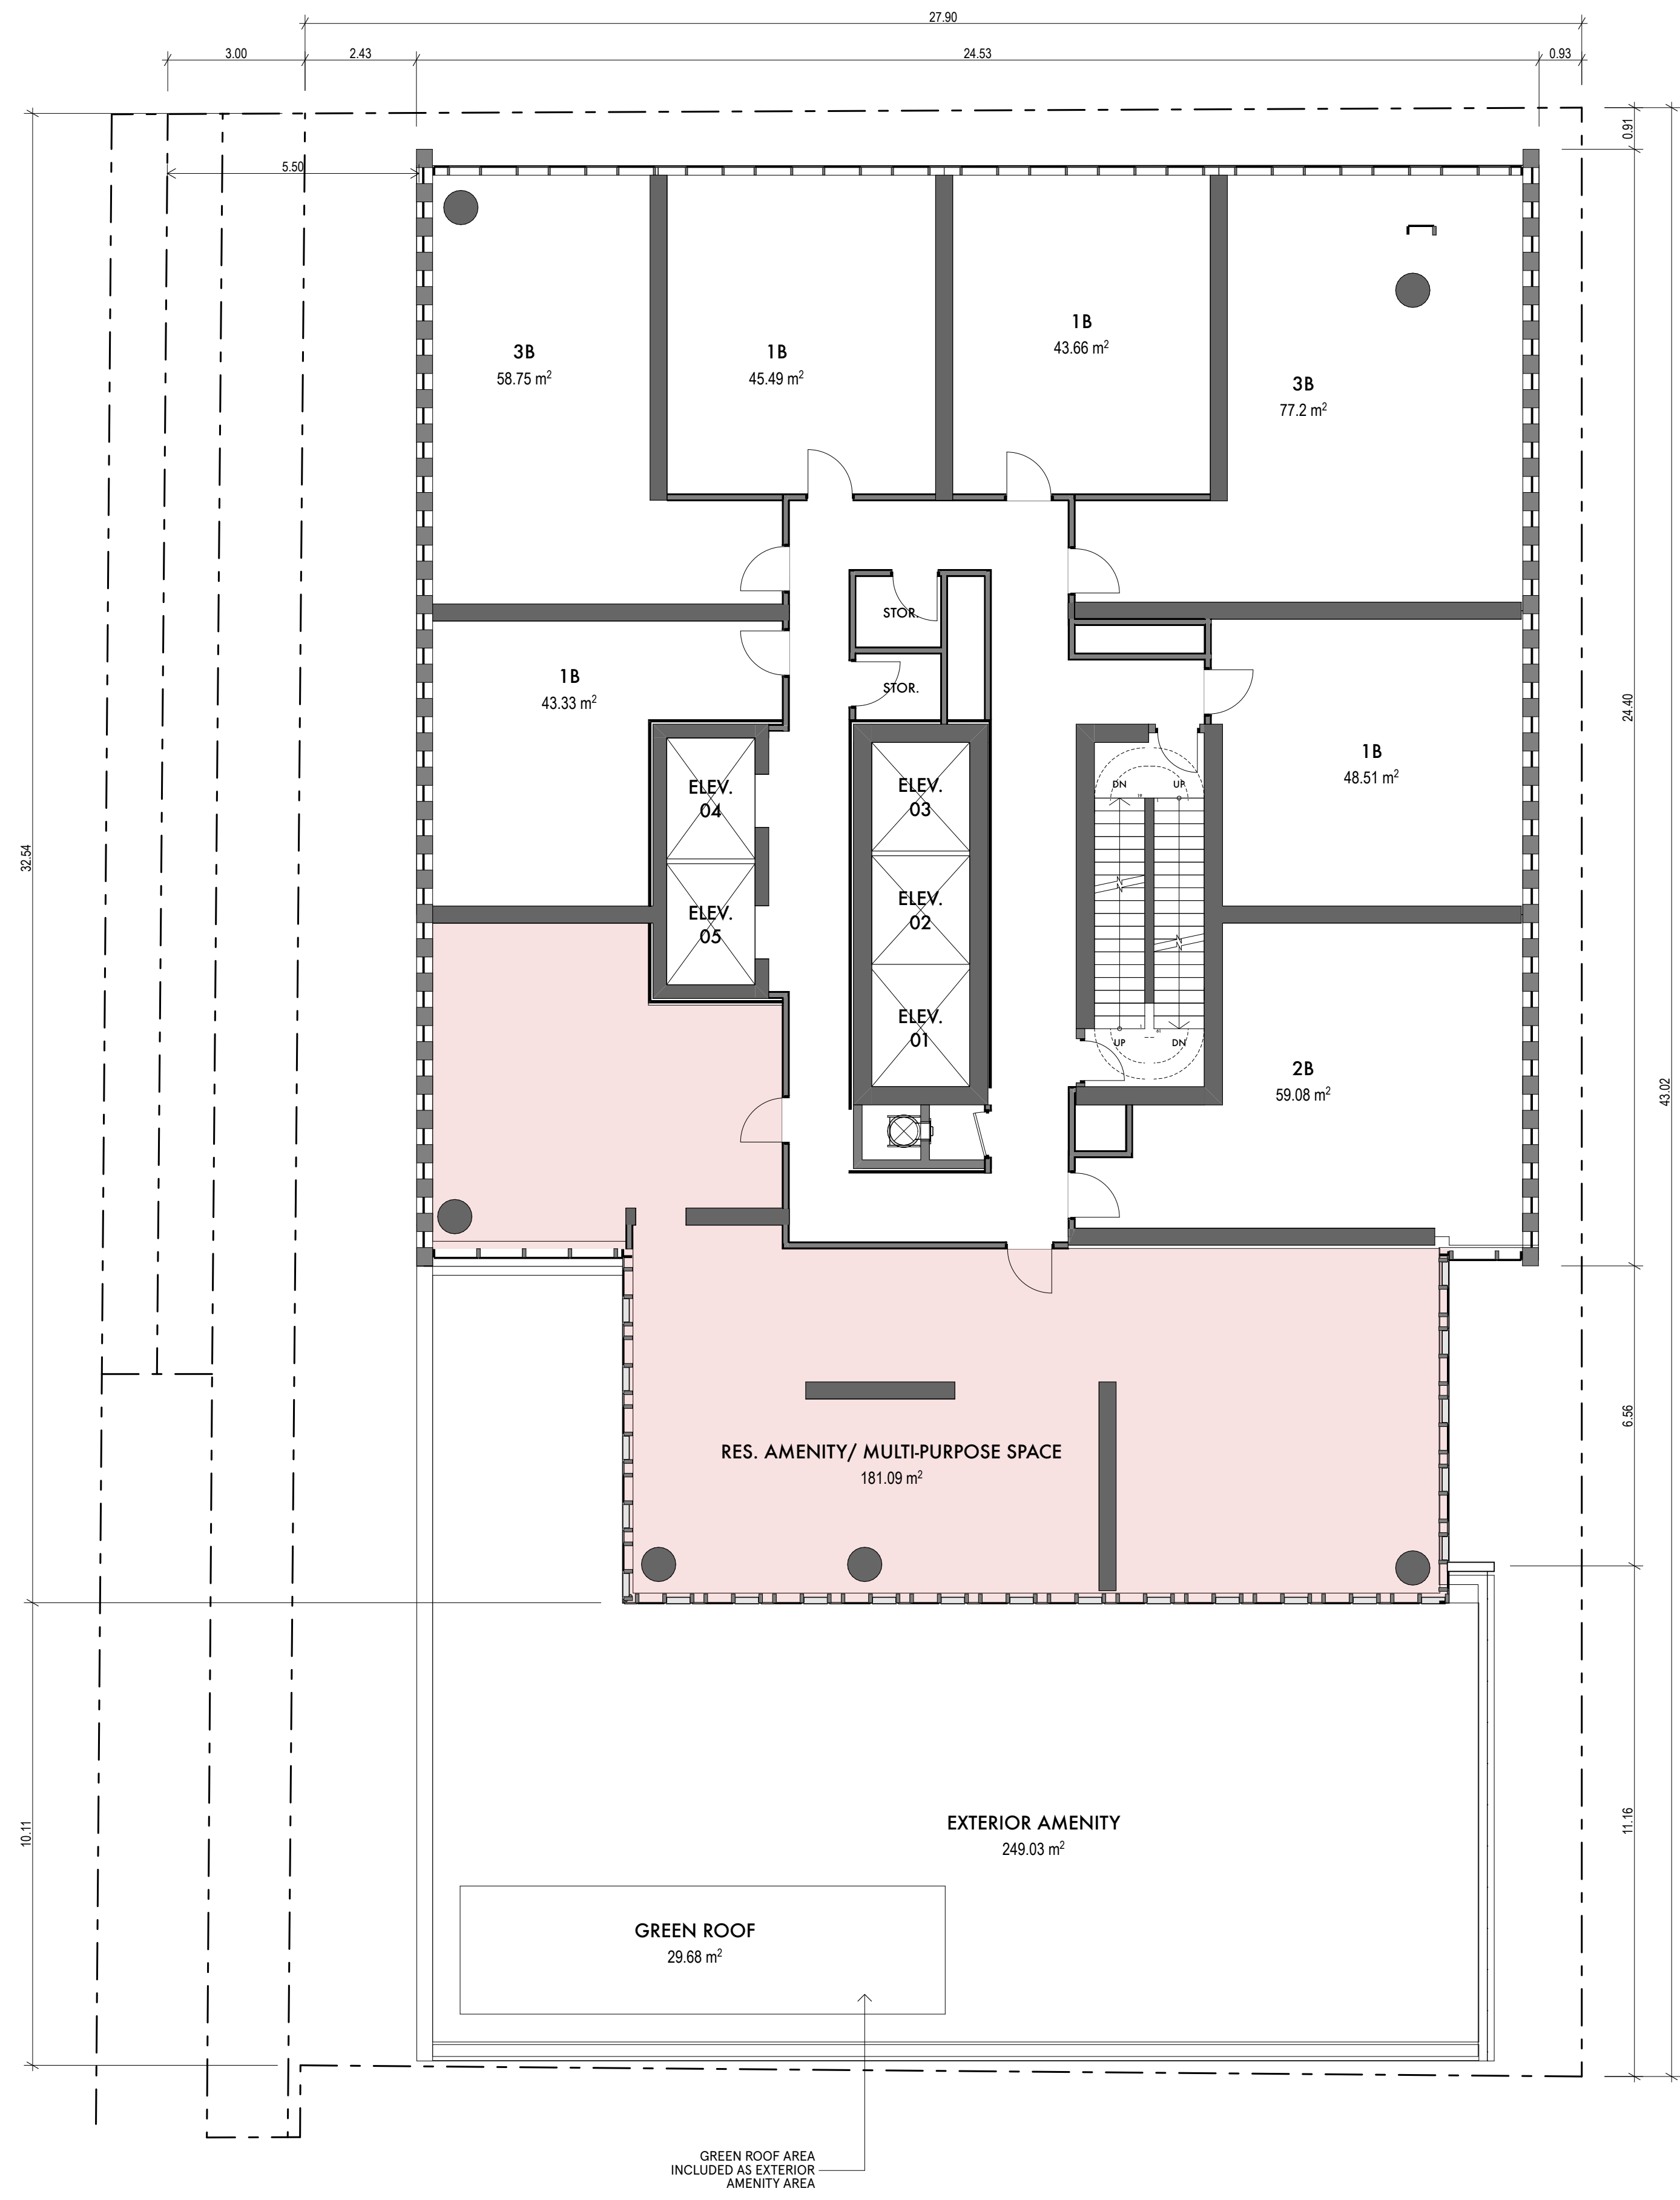 27.90
3.00
2.43
24.53
0.93
0.91
5.50
1B
43.66 m²
3B
58.75 m²
1B
45.49 m²
3B
77.2 m²
STOR.
1B
43.33 m²
STOR.
24.40
1B
48.51 m²
ELEV.
04
ELEV.
03
DN
UP
32.54
ELEV.
05
ELEV.
02
ELEV.
01
UP
DN
2B
59.08 m²
43.02
6.56
RES. AMENITY/ MULTI-PURPOSE SPACE
181.09 m²
10.11
EXTERIOR AMENITY
249.03 m²
11.16
GREEN ROOF
29.68 m²
GREEN ROOF AREA
INCLUDED AS EXTERIOR
AMENITY AREA